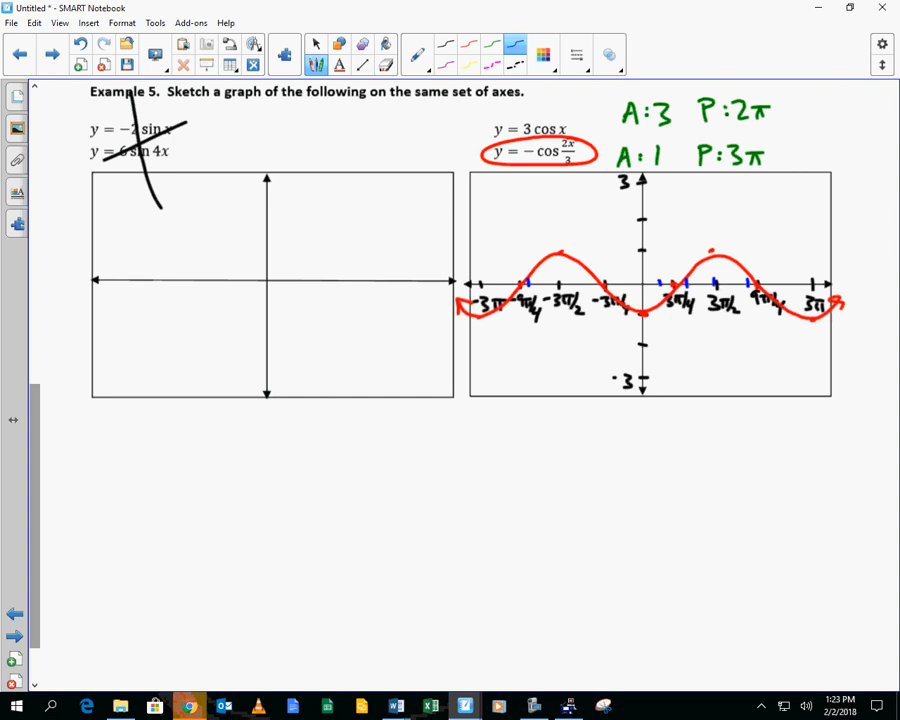 Untitled * - SMART Notebook
File Edit View Insert Format Tools Add-ons Help
Example 5. Sketch a graph of the following on the same set of axes.
y = −2 sin x
y = 6 sin 4x
y = 3 cos x
y = − cos 2x/3
A:3 P:2π
A:1 P:3π
3
-3π -9π/4 -3π/2 -3π/4 3π/4 3π/2 9π/4 3π
-3
1:23 PM
2/2/2018